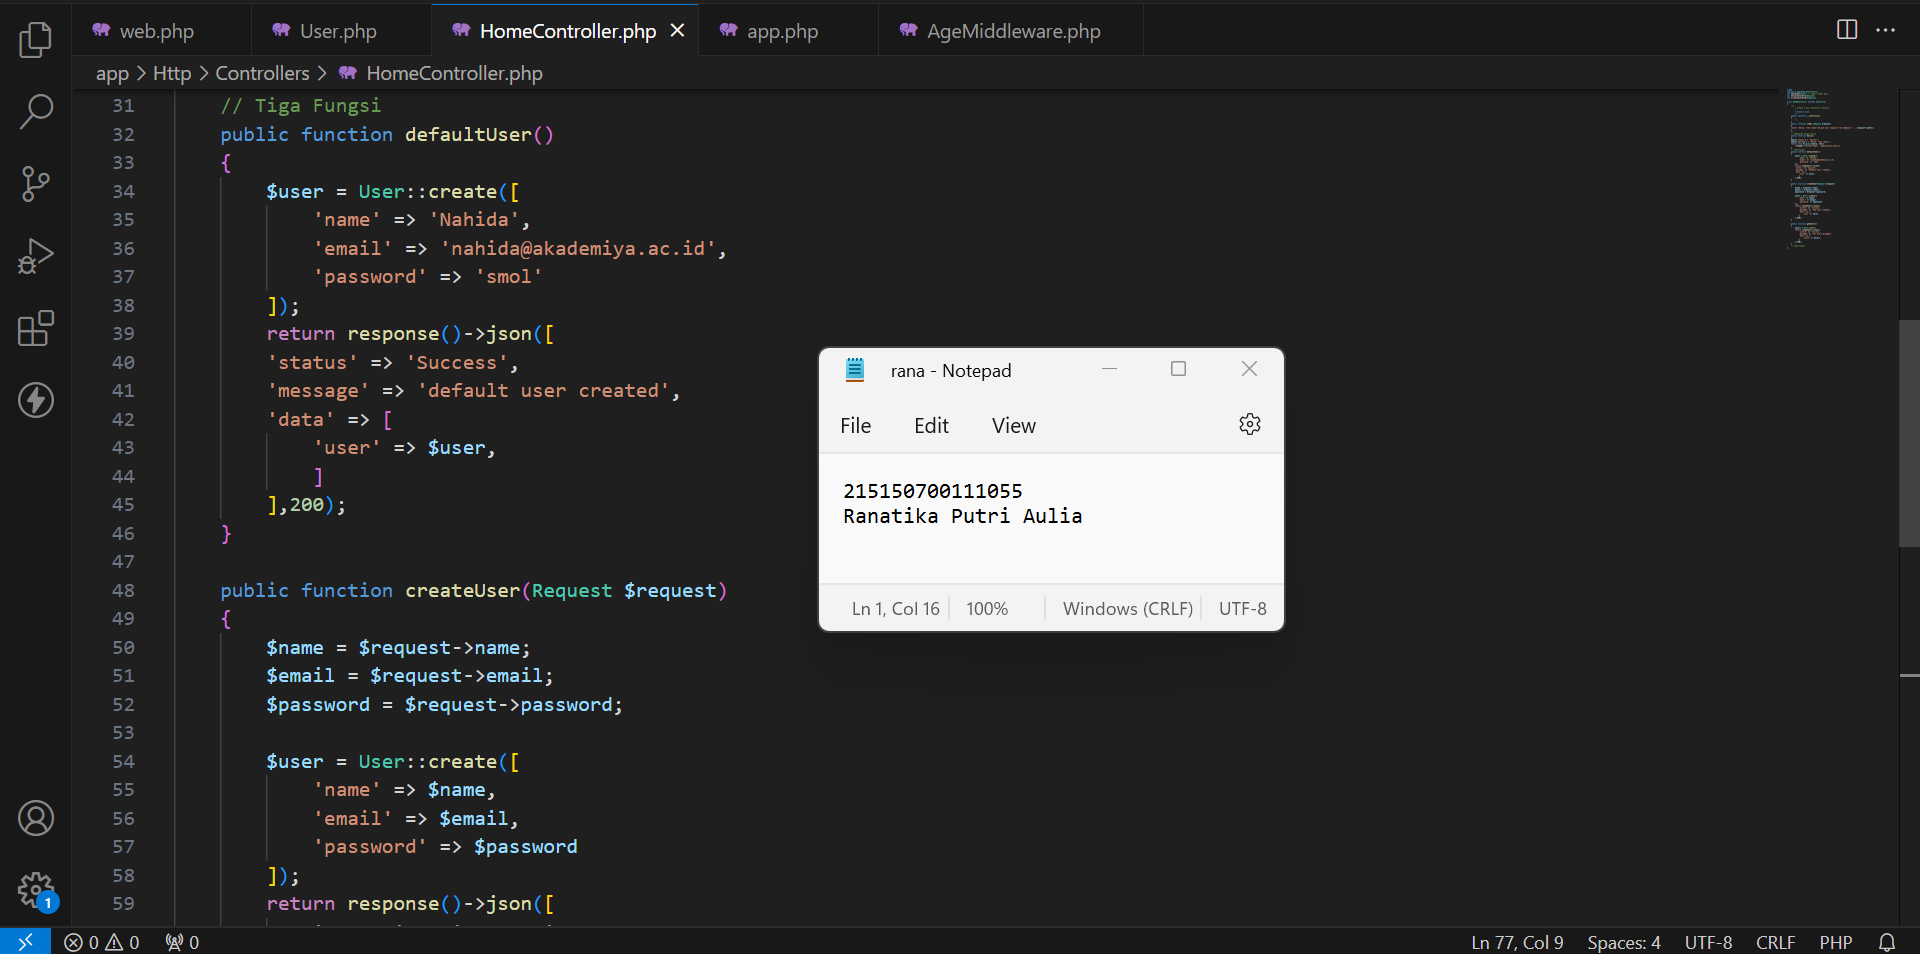 web.php
User.php
HomeController.php
app.php
AgeMiddleware.php
app > Http > Controllers > HomeController.php
31 // Tiga Fungsi
32 public function defaultUser()
33 {
34 $user = User::create([
35 'name' => 'Nahida',
36 'email' => 'nahida@akademiya.ac.id',
37 'password' => 'smol'
38 ]);
39 return response()->json([
40 'status' => 'Success',
41 'message' => 'default user created',
42 'data' => [
43 'user' => $user,
44 ]
45 ],200);
46 }
47
48 public function createUser(Request $request)
49 {
50 $name = $request->name;
51 $email = $request->email;
52 $password = $request->password;
53
54 $user = User::create([
55 'name' => $name,
56 'email' => $email,
57 'password' => $password
58 ]);
59 return response()->json([
rana - Notepad
File Edit View
215150700111055
Ranatika Putri Aulia
Ln 1, Col 16 100% Windows (CRLF) UTF-8
1
0 0 0
Ln 77, Col 9 Spaces: 4 UTF-8 CRLF PHP